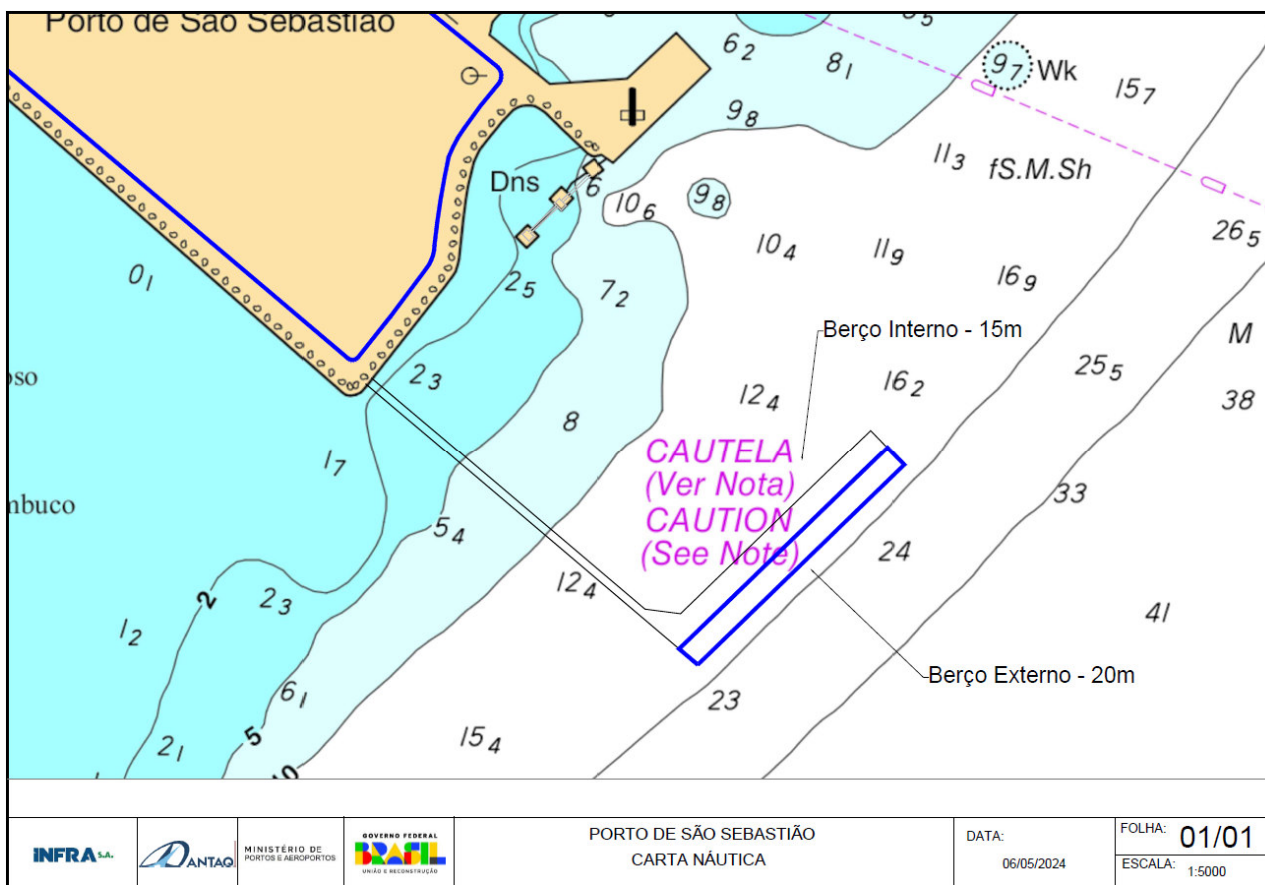 Porto de São Sebastião
6₂
8₁
9₇ Wk
15₇
9₈
11₃ fS.M.Sh
Dns
6
10₆
9₈
26₅
0₁
2₅
7₂
10₄
11₉
16₉
Berço Interno - 15m
M
oso
2₃
12₄
16₂
25₅
38
8
CAUTELA
(Ver Nota)
CAUTION
(See Note)
1₇
33
mbuco
5₄
24
12₄
2
2₃
1₂
41
Berço Externo - 20m
6₁
23
2₁
5
15₄
10
INFRA S.A.
ANTAQ
MINISTÉRIO DE
PORTOS E AEROPORTOS
GOVERNO FEDERAL
BRASIL
UNIÃO E RECONSTRUÇÃO
PORTO DE SÃO SEBASTIÃO
CARTA NÁUTICA
DATA:
06/05/2024
FOLHA: 01/01
ESCALA: 1:5000